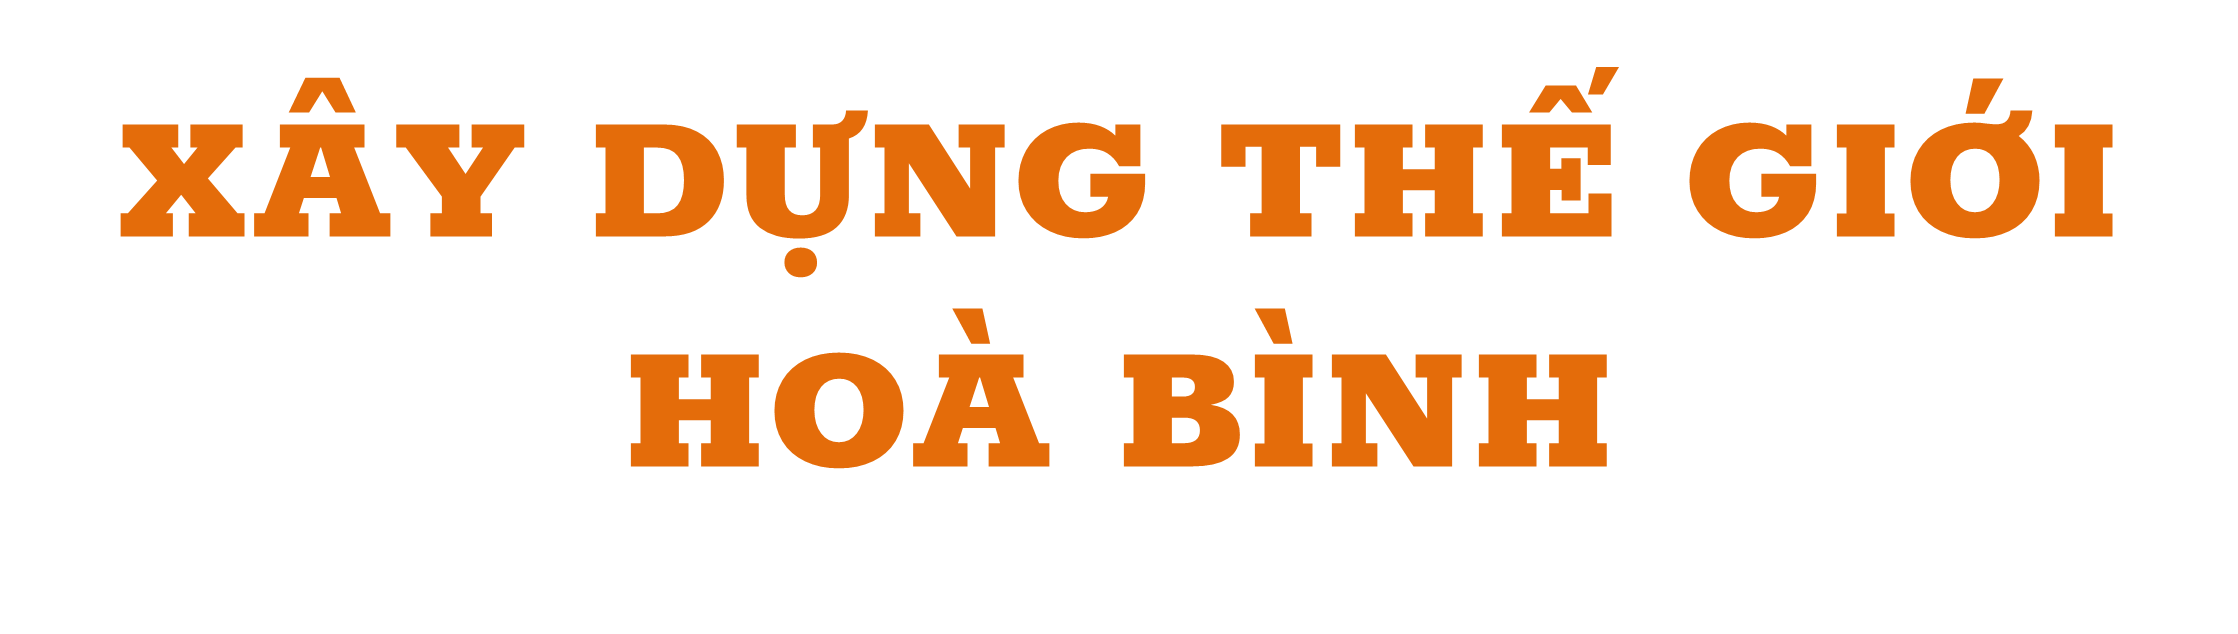 XÂY DỰNG THẾ GIỚI
HOÀ BÌNH